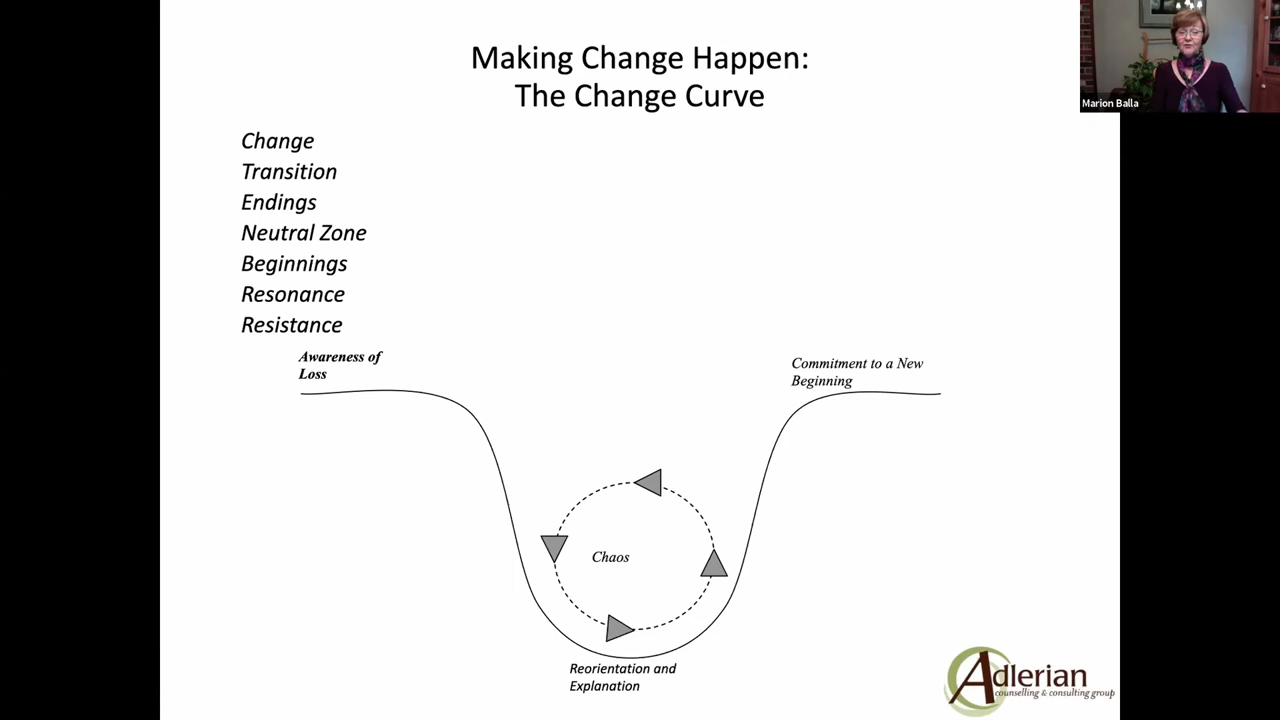 Making Change Happen:
The Change Curve
Marion Balla
Change
Transition
Endings
Neutral Zone
Beginnings
Resonance
Resistance
Awareness of
Loss
Commitment to a New
Beginning
Chaos
Reorientation and
Explanation
Adlerian
counselling & consulting group